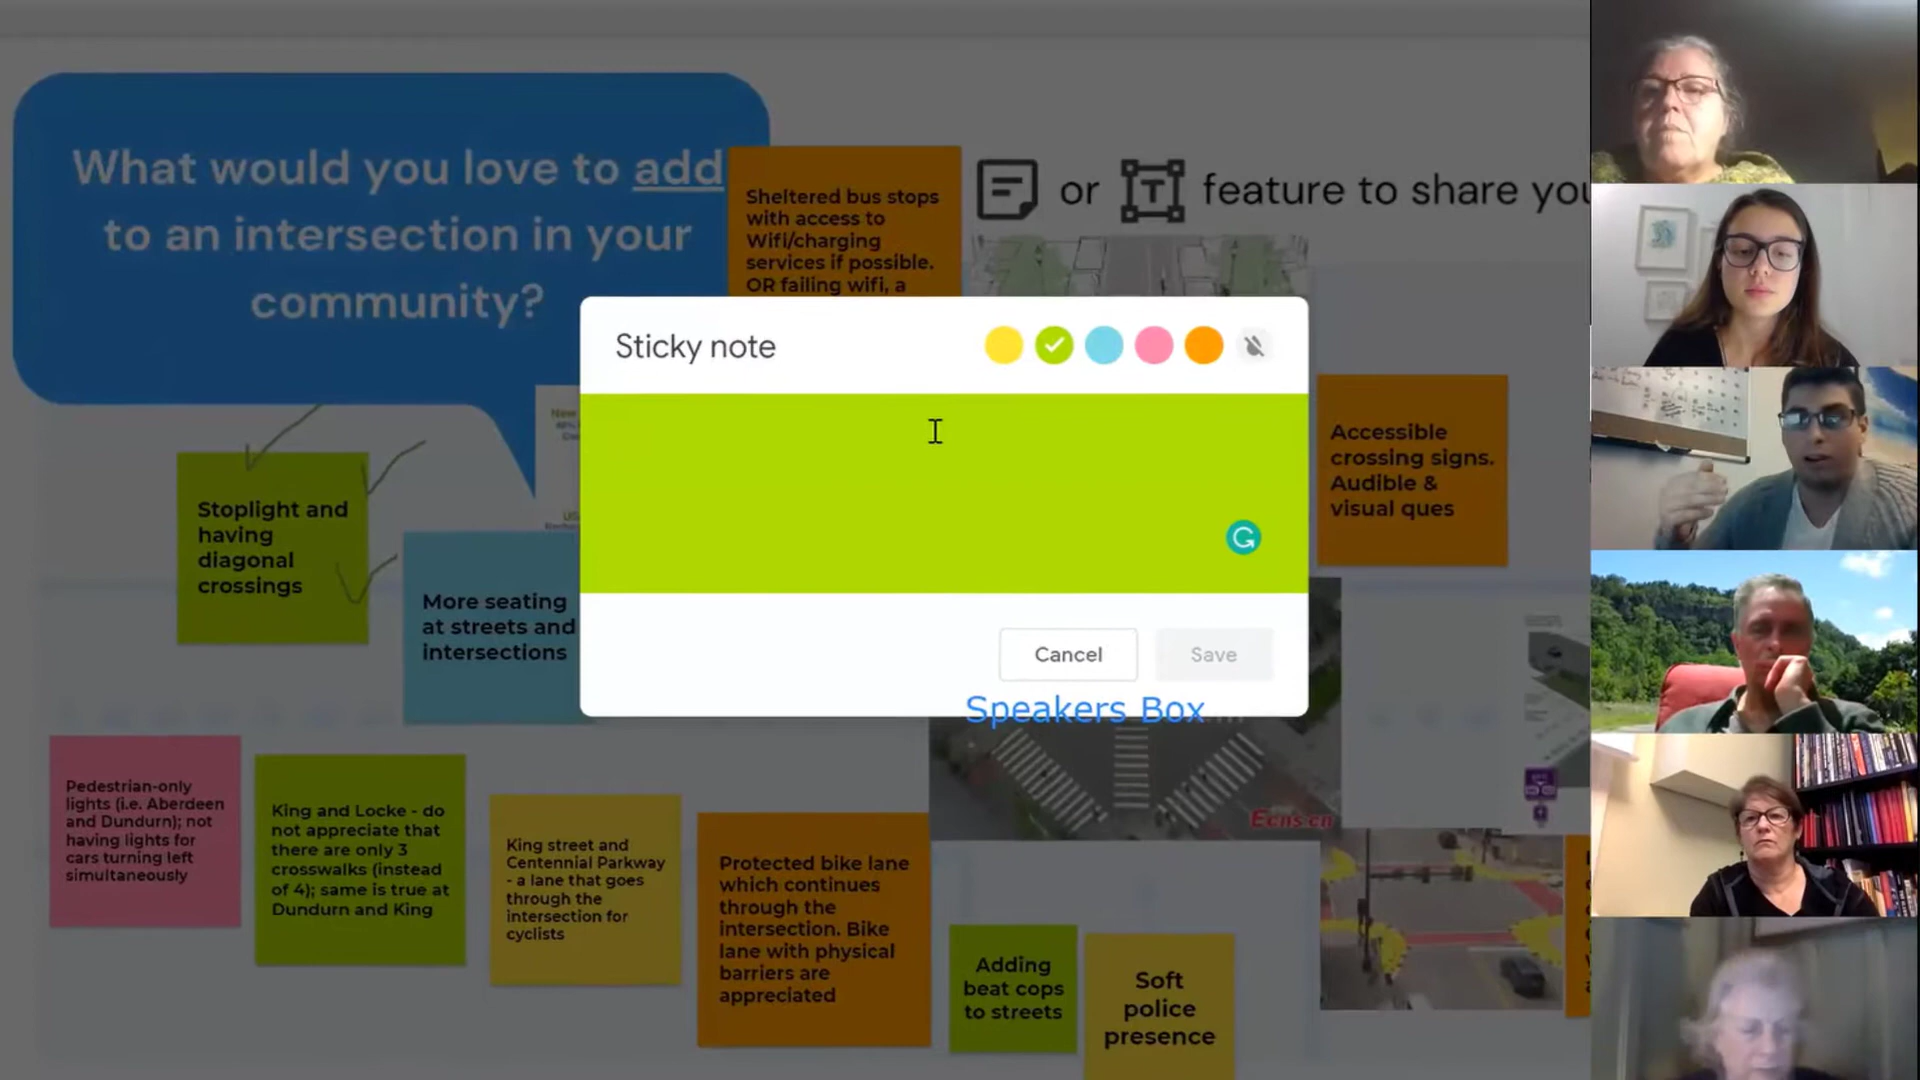 What would you love to add
to an intersection in your
community?
Sheltered bus stops
with access to
Wifi/charging
services if possible.
OR failing wifi, a
or
feature to share you
Sticky note
Cancel
Save
Speakers Box
Accessible
crossing signs.
Audible &
visual ques
Stoplight and
having
diagonal
crossings
More seating
at streets and
intersections
Pedestrian-only
lights (i.e. Aberdeen
and Dundurn); not
having lights for
cars turning left
simultaneously
King and Locke - do
not appreciate that
there are only 3
crosswalks (instead
of 4); same is true at
Dundurn and King
King street and
Centennial Parkway
- a lane that goes
through the
intersection for
cyclists
Protected bike lane
which continues
through the
intersection. Bike
lane with physical
barriers are
appreciated
Adding
beat cops
to streets
Soft
police
presence
Ecns.cn